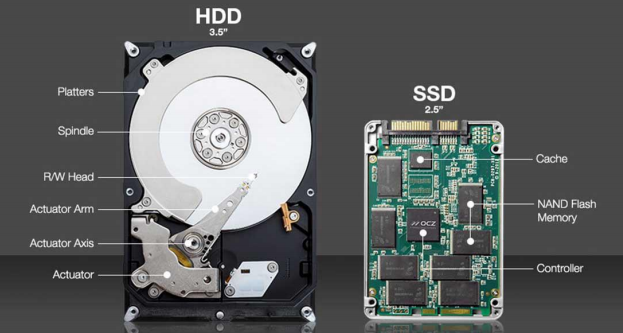 HDD
3.5”
SSD
2.5”
Platters
Spindle
R/W Head
Actuator Arm
Actuator Axis
Actuator
Cache
NAND Flash
Memory
Controller
OCZ